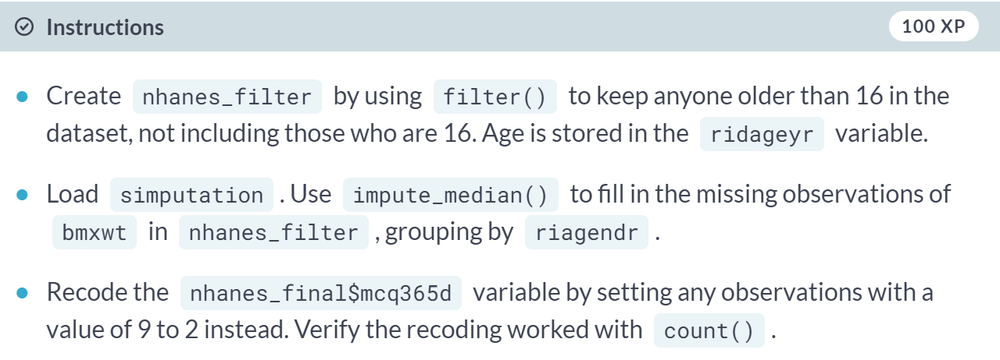 Instructions 100 XP
Create nhanes_filter by using filter() to keep anyone older than 16 in the
dataset, not including those who are 16. Age is stored in the ridageyr variable.
Load simputation . Use impute_median() to fill in the missing observations of
bmxwt in nhanes_filter , grouping by riagendr .
Recode the nhanes_final$mcq365d variable by setting any observations with a
value of 9 to 2 instead. Verify the recoding worked with count() .